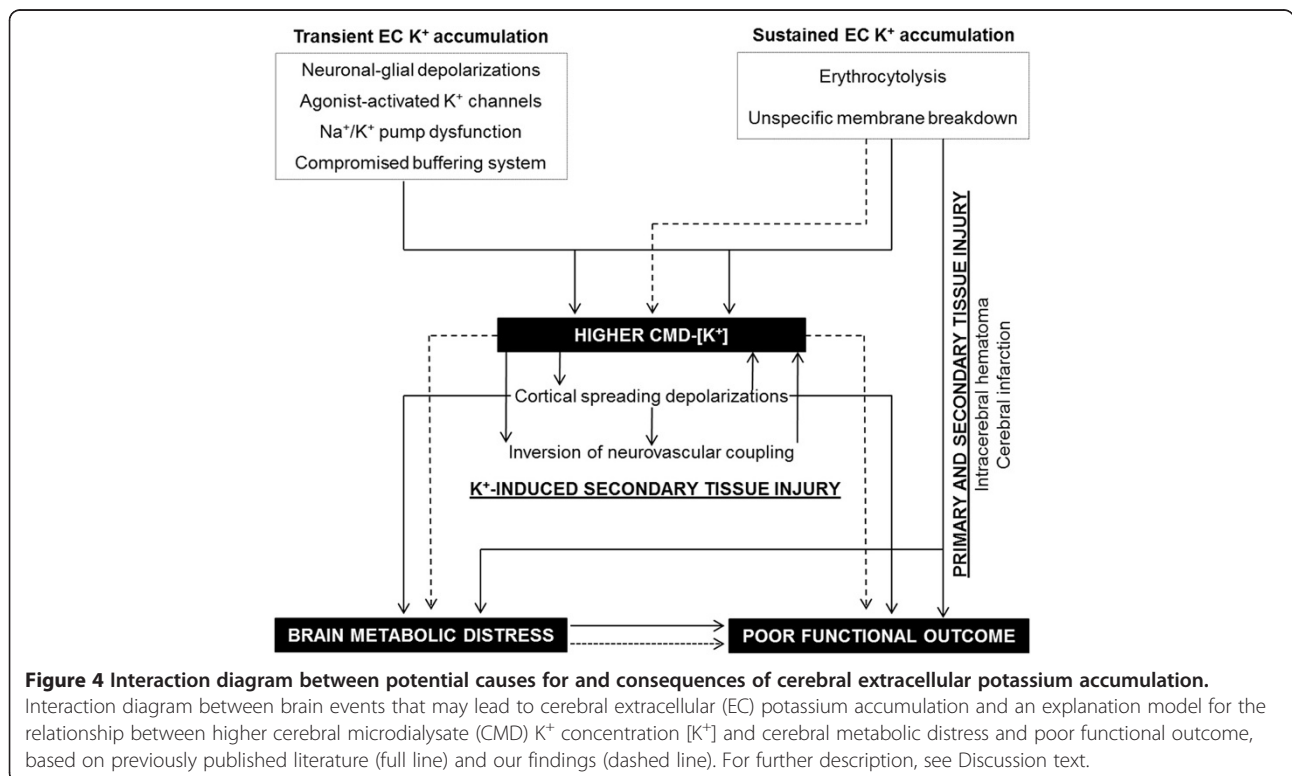 Transient EC K⁺ accumulation
Neuronal-glial depolarizations
Agonist-activated K⁺ channels
Na⁺/K⁺ pump dysfunction
Compromised buffering system
Sustained EC K⁺ accumulation
Erythrocytolysis
Unspecific membrane breakdown
PRIMARY AND SECONDARY TISSUE INJURY
Intracerebral hematoma
Cerebral infarction
HIGHER CMD-[K⁺]
Cortical spreading depolarizations
Inversion of neurovascular coupling
K⁺-INDUCED SECONDARY TISSUE INJURY
BRAIN METABOLIC DISTRESS
POOR FUNCTIONAL OUTCOME
Figure 4 Interaction diagram between potential causes for and consequences of cerebral extracellular potassium accumulation.
Interaction diagram between brain events that may lead to cerebral extracellular (EC) potassium accumulation and an explanation model for the
relationship between higher cerebral microdialysate (CMD) K⁺ concentration [K⁺] and cerebral metabolic distress and poor functional outcome,
based on previously published literature (full line) and our findings (dashed line). For further description, see Discussion text.